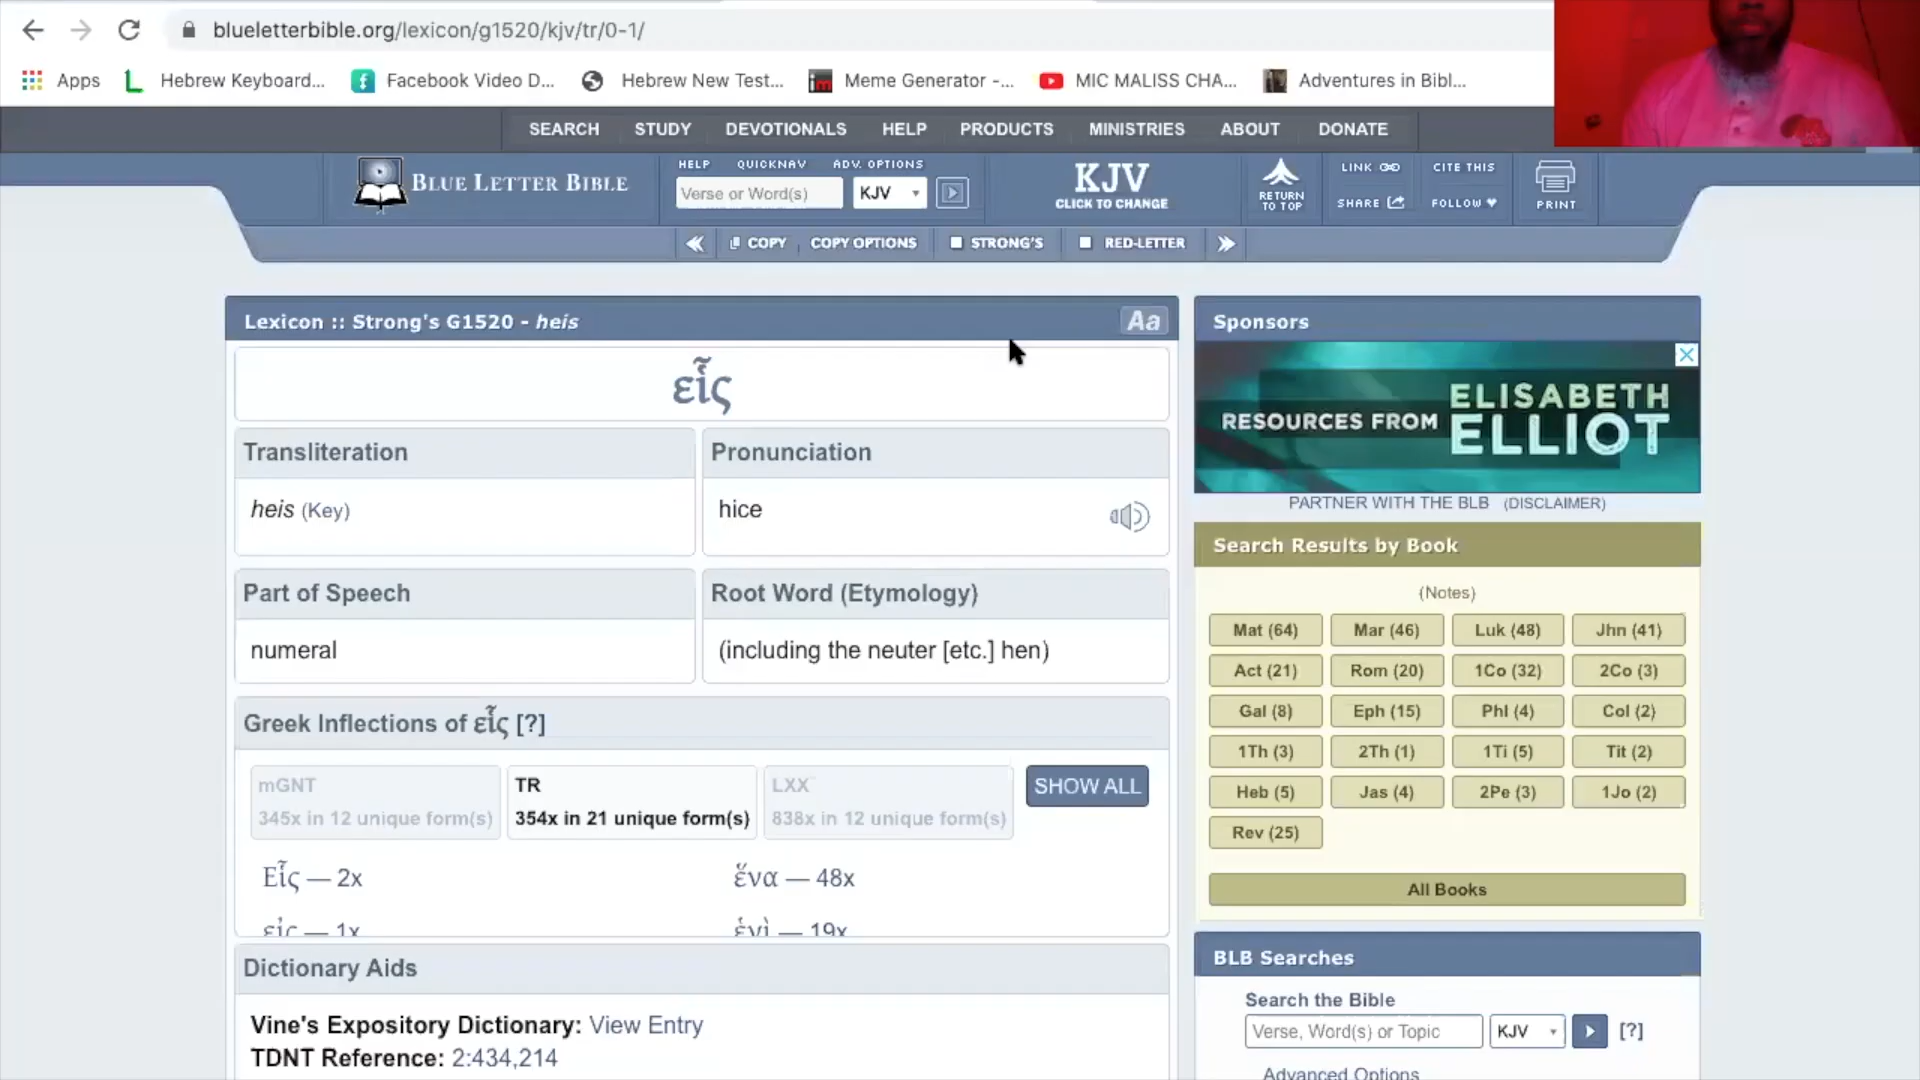 blueletterbible.org/lexicon/g1520/kjv/tr/0-1/
Apps
Hebrew Keyboard...
Facebook Video D...
Hebrew New Test...
Meme Generator -...
MIC MALISS CHA...
Adventures in Bibl...
SEARCH STUDY DEVOTIONALS HELP PRODUCTS MINISTRIES ABOUT DONATE
BLUE LETTER BIBLE
HELP QUICKNAV ADV. OPTIONS
Verse or Word(s)
KJV
KJV
CLICK TO CHANGE
RETURN
TO TOP
LINK
CITE THIS
SHARE
FOLLOW
PRINT
COPY COPY OPTIONS STRONG'S RED-LETTER
Lexicon :: Strong's G1520 - heis
Aa
εἷς
Transliteration
heis (Key)
Pronunciation
hice
Part of Speech
numeral
Root Word (Etymology)
(including the neuter [etc.] hen)
Greek Inflections of εἷς [?]
mGNT
345x in 12 unique form(s)
TR
354x in 21 unique form(s)
LXX
838x in 12 unique form(s)
SHOW ALL
Εἷς — 2x
ἕνα — 48x
εἰς — 1x
ἑνὶ — 19x
Dictionary Aids
Vine's Expository Dictionary: View Entry
TDNT Reference: 2:434,214
Sponsors
RESOURCES FROM
ELISABETH
ELLIOT
PARTNER WITH THE BLB (DISCLAIMER)
Search Results by Book
(Notes)
Mat (64) Mar (46) Luk (48) Jhn (41)
Act (21) Rom (20) 1Co (32) 2Co (3)
Gal (8) Eph (15) Phl (4) Col (2)
1Th (3) 2Th (1) 1Ti (5) Tit (2)
Heb (5) Jas (4) 2Pe (3) 1Jo (2)
Rev (25)
All Books
BLB Searches
Search the Bible
Verse, Word(s) or Topic
KJV
[?]
Advanced Options